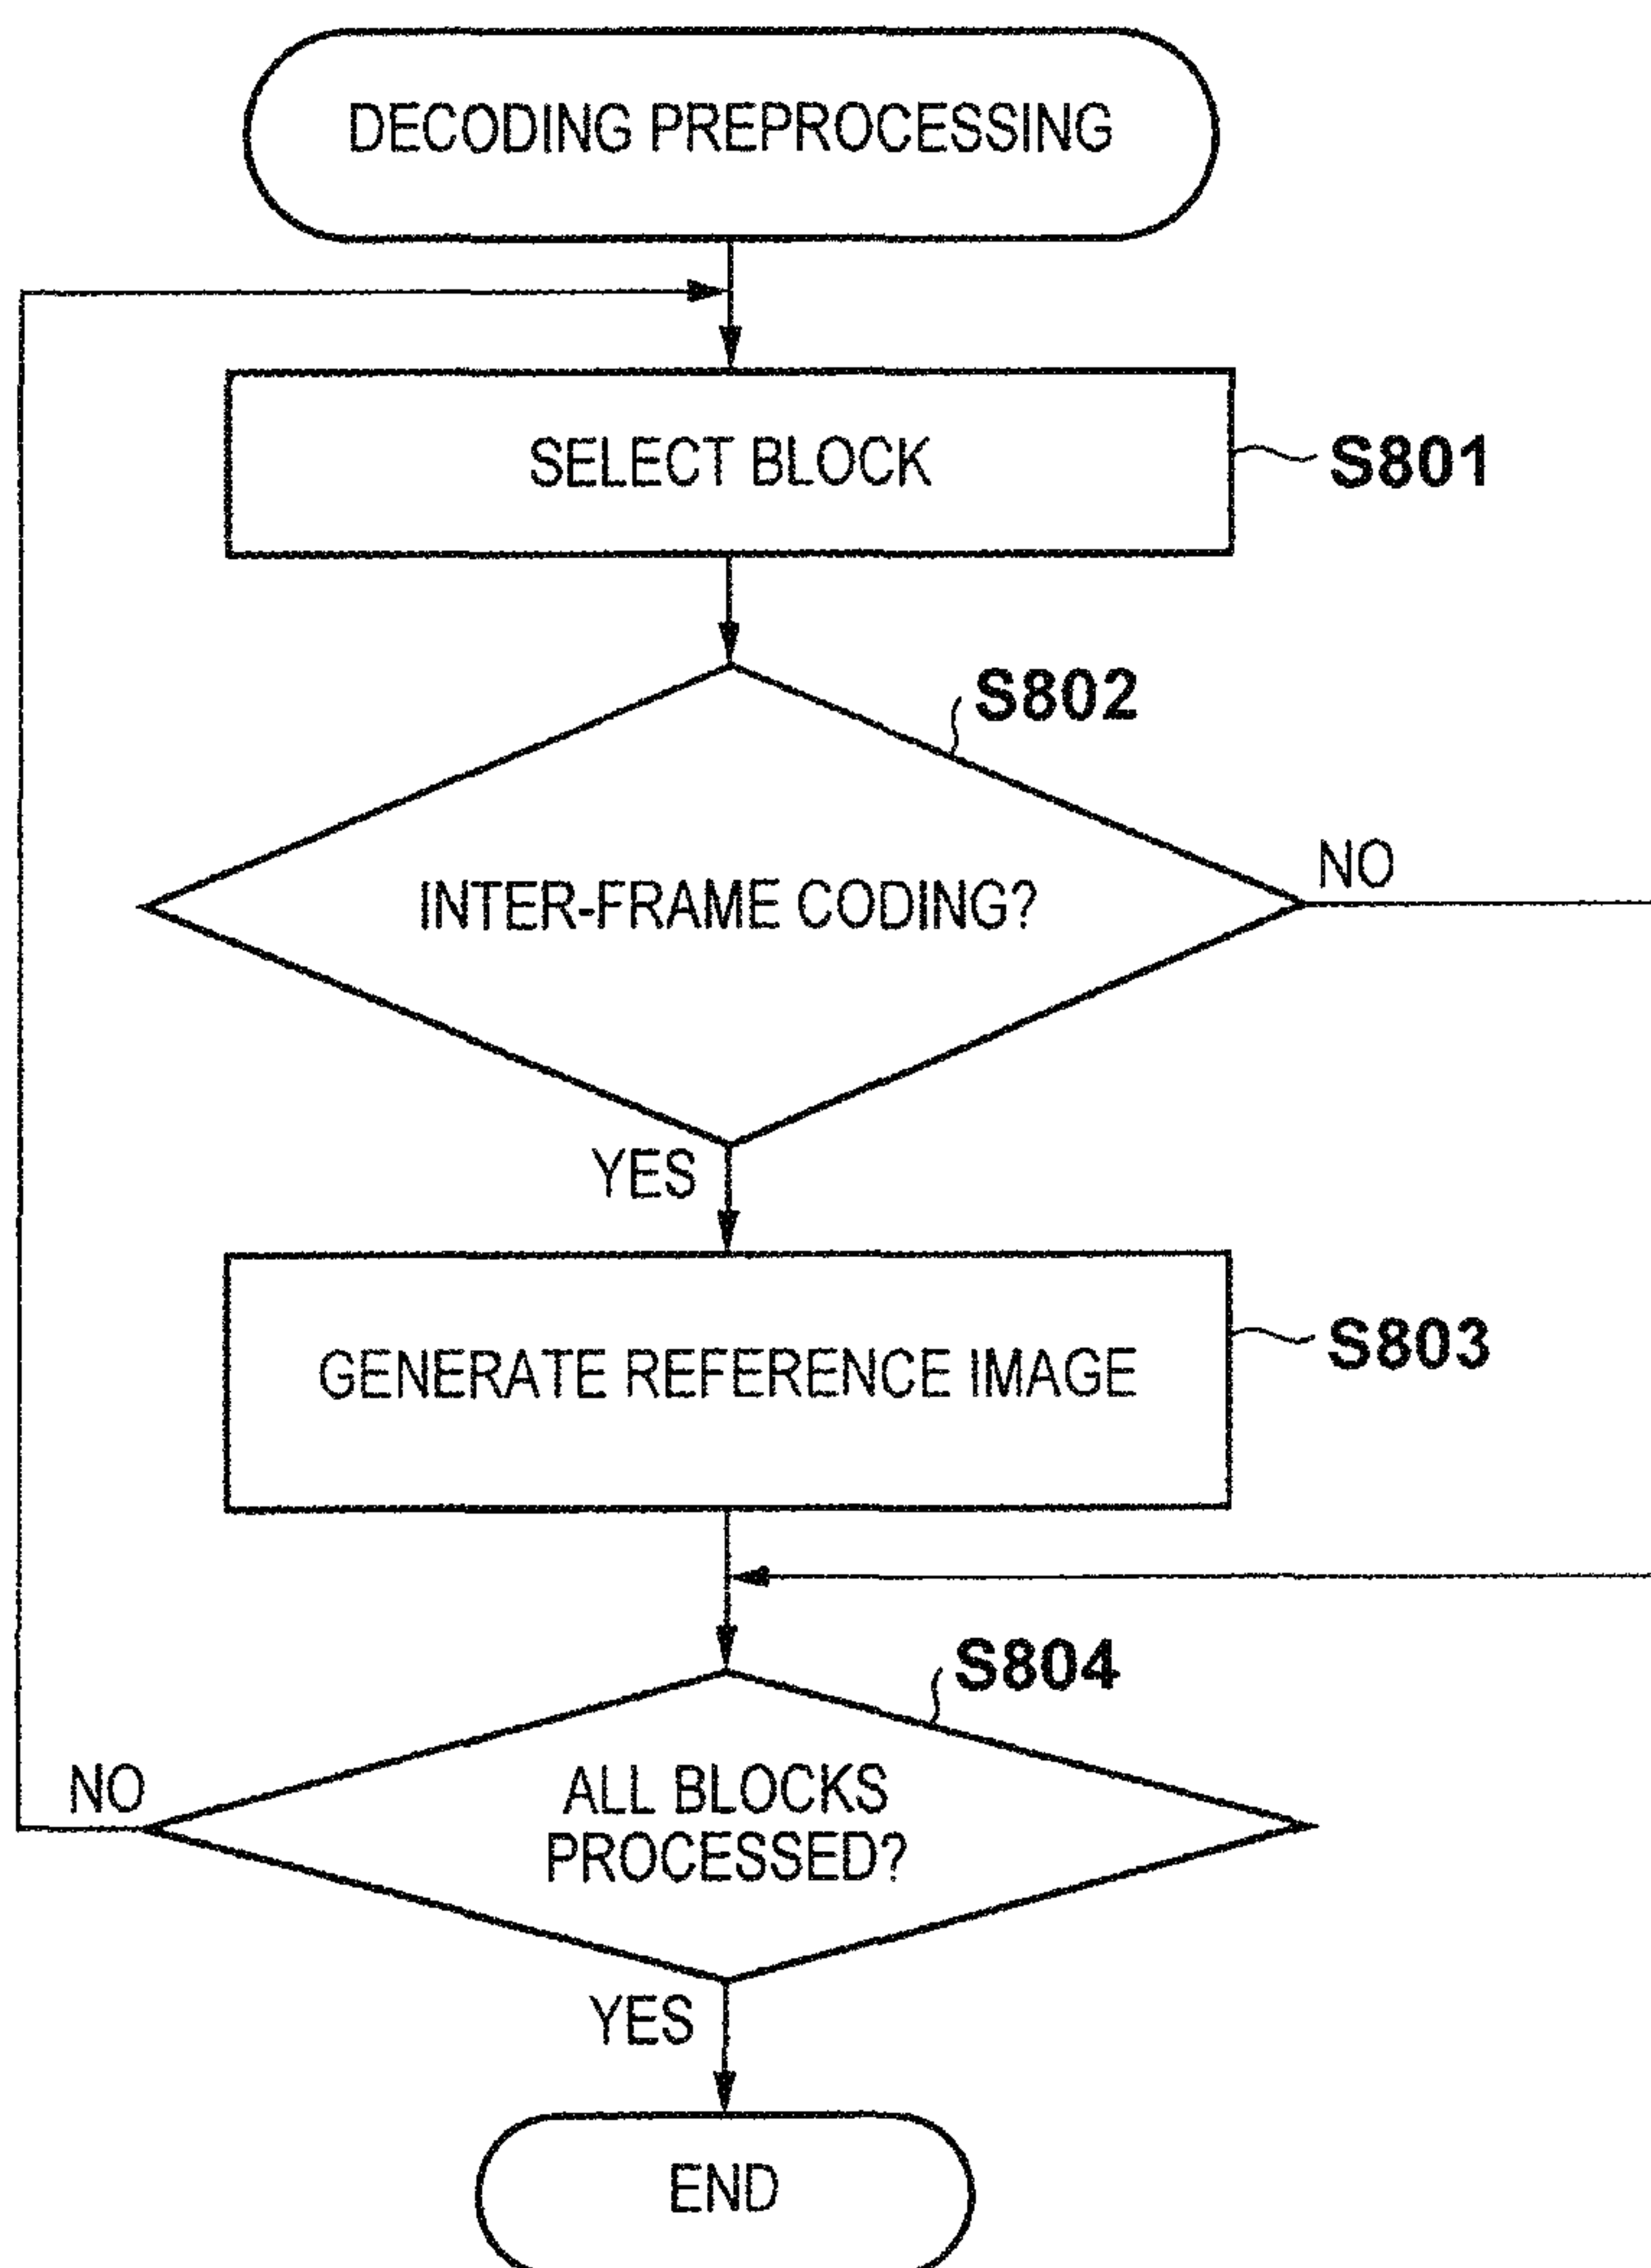 DECODING PREPROCESSING
SELECT BLOCK
S801
S802
INTER-FRAME CODING?
NO
YES
GENERATE REFERENCE IMAGE
S803
S804
ALL BLOCKS
PROCESSED?
NO
YES
END